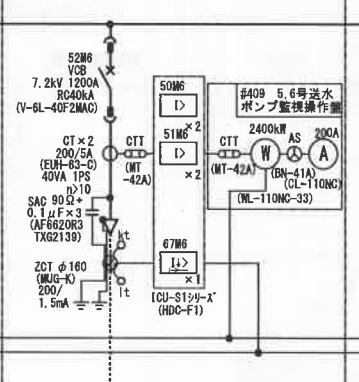 52M6
VCB
7.2kV 1200A
RC40kA
(V-6L-40F2MAC)
50M6
I>
×2
#409 5,6号送水
ポンプ監視操作盤
2400kW
AS
200A
CT×2
200/5A
(EUH-63-C)
40VA 1PS
n>10
CTT
(MT
-42A)
51M6
I>
×2
CTT
(MT-42A)
W
A
(BN-41A)
(CL-110NC)
(WL-110NC-33)
SAC 90Ω+
0.1μF×3
(AF6620R3
TXG2139)
kt
67M6
I↓>
×1
ZCT φ160
(MUG-K)
200/
1.5mA
lt
ICU-S1シリーズ
(HDC-F1)